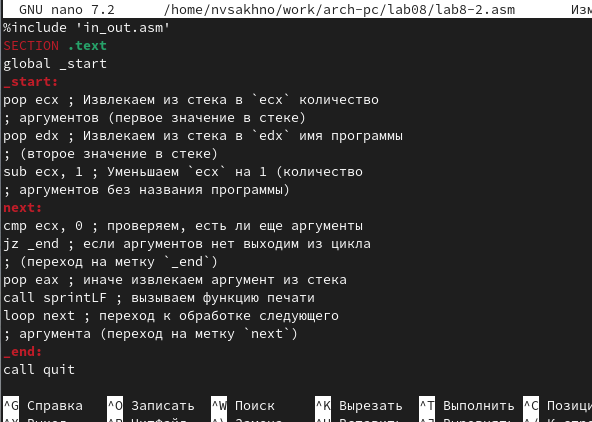 GNU nano 7.2 /home/nvsakhno/work/arch-pc/lab08/lab8-2.asm Изм
%include 'in_out.asm'
SECTION .text
global _start
_start:
pop ecx ; Извлекаем из стека в `ecx` количество
; аргументов (первое значение в стеке)
pop edx ; Извлекаем из стека в `edx` имя программы
; (второе значение в стеке)
sub ecx, 1 ; Уменьшаем `ecx` на 1 (количество
; аргументов без названия программы)
next:
cmp ecx, 0 ; проверяем, есть ли еще аргументы
jz _end ; если аргументов нет выходим из цикла
; (переход на метку `_end`)
pop eax ; иначе извлекаем аргумент из стека
call sprintLF ; вызываем функцию печати
loop next ; переход к обработке следующего
; аргумента (переход на метку `next`)
_end:
call quit
^G Справка ^O Записать ^W Поиск ^K Вырезать ^T Выполнить ^C Позици